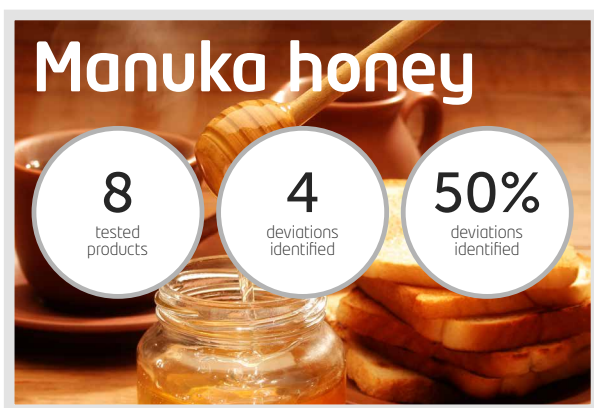 Manuka honey
8
tested
products
4
deviations
identified
50%
deviations
identified